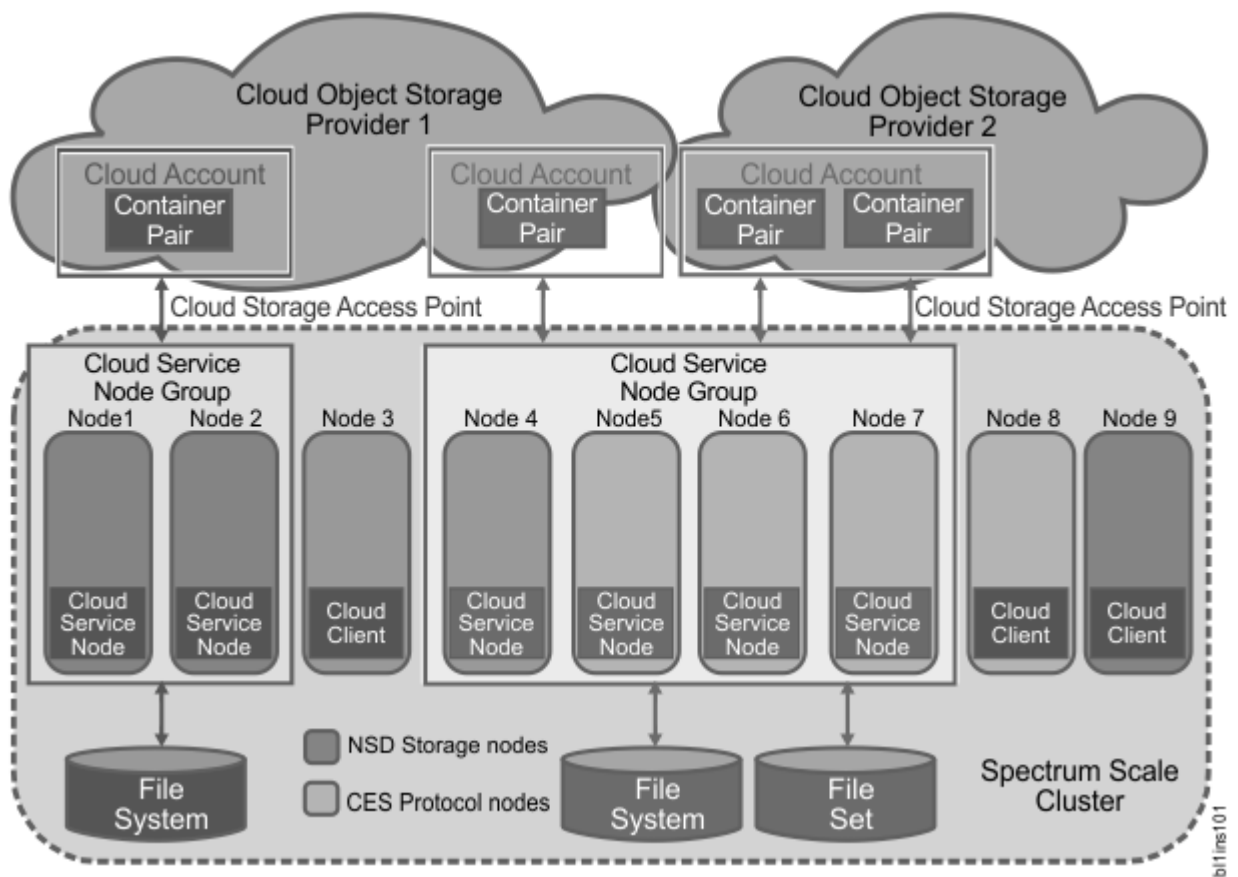 Cloud Object Storage
Provider 1
Cloud Object Storage
Provider 2
Cloud Account
Container
Pair
Cloud Account
Container
Pair
Cloud Account
Container
Pair
Container
Pair
Cloud Storage Access Point
Cloud Storage Access Point
Cloud Service
Node Group
Cloud Service
Node Group
Node1
Node 2
Node 3
Node 4
Node5
Node 6
Node 7
Node 8
Node 9
Cloud
Service
Node
Cloud
Service
Node
Cloud
Client
Cloud
Service
Node
Cloud
Service
Node
Cloud
Service
Node
Cloud
Service
Node
Cloud
Client
Cloud
Client
NSD Storage nodes
CES Protocol nodes
File
System
File
System
File
Set
Spectrum Scale
Cluster
bl1ins101